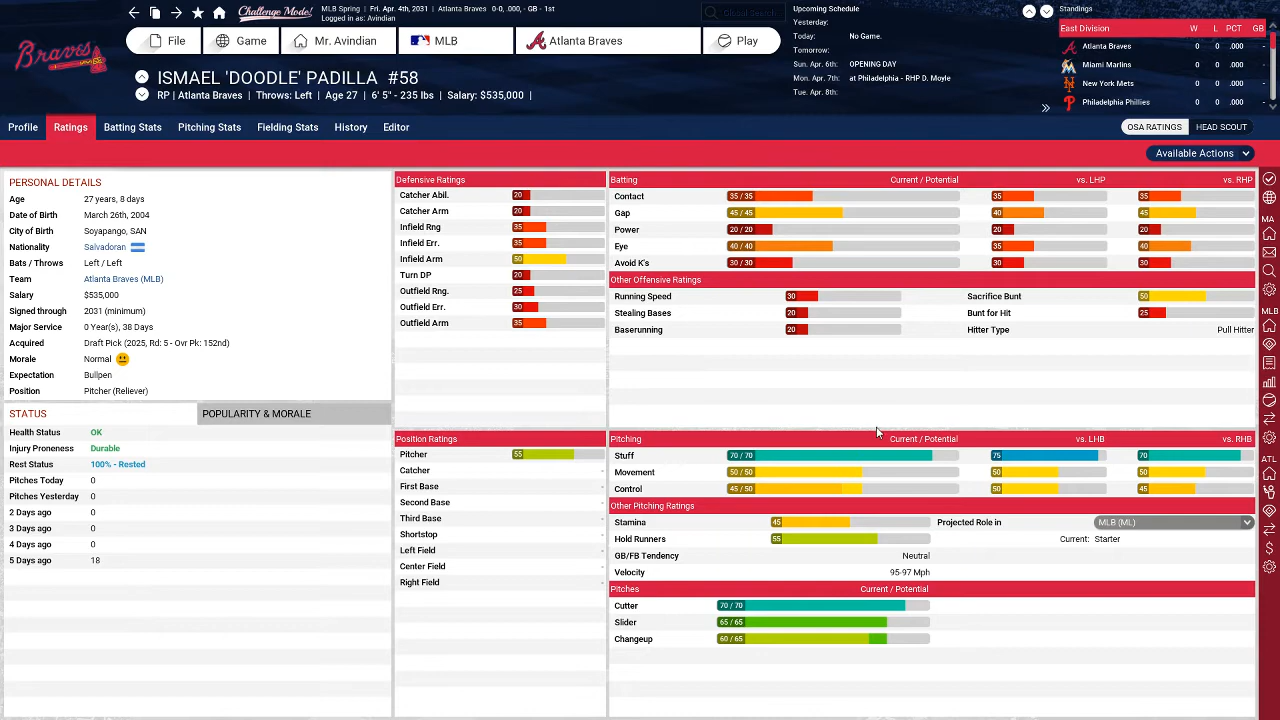 Challenge Mode!
MLB Spring | Fri. Apr. 4th, 2031 | Atlanta Braves 0-0, .000, - GB - 1st
Logged in as: Avindian
Global Search
Upcoming Schedule
Yesterday:
Today: No Game.
Tomorrow:
Sun. Apr. 6th: OPENING DAY
Mon. Apr. 7th: at Philadelphia - RHP D. Moyle
Tue. Apr. 8th:
Standings
East Division W L PCT GB
Atlanta Braves 0 0 .000 -
Miami Marlins 0 0 .000 -
New York Mets 0 0 .000 -
Philadelphia Phillies 0 0 .000 -
Braves
File
Game
Mr. Avindian
MLB
Atlanta Braves
Play
ISMAEL 'DOODLE' PADILLA #58
RP | Atlanta Braves | Throws: Left | Age 27 | 6' 5" - 235 lbs | Salary: $535,000 |
Profile
Ratings
Batting Stats
Pitching Stats
Fielding Stats
History
Editor
OSA RATINGS
HEAD SCOUT
Available Actions
PERSONAL DETAILS
Age 27 years, 8 days
Date of Birth March 26th, 2004
City of Birth Soyapango, SAN
Nationality Salvadoran
Bats / Throws Left / Left
Team Atlanta Braves (MLB)
Salary $535,000
Signed through 2031 (minimum)
Major Service 0 Year(s), 38 Days
Acquired Draft Pick (2025, Rd: 5 - Ovr Pk: 152nd)
Morale Normal
Expectation Bullpen
Position Pitcher (Reliever)
STATUS
POPULARITY & MORALE
Health Status OK
Injury Proneness Durable
Rest Status 100% - Rested
Pitches Today 0
Pitches Yesterday 0
2 Days ago 0
3 Days ago 0
4 Days ago 0
5 Days ago 18
Defensive Ratings
Catcher Abil. 20
Catcher Arm 20
Infield Rng 35
Infield Err. 35
Infield Arm 50
Turn DP 20
Outfield Rng. 25
Outfield Err. 30
Outfield Arm 35
Position Ratings
Pitcher 55
Catcher -
First Base -
Second Base -
Third Base -
Shortstop -
Left Field -
Center Field -
Right Field -
Batting Current / Potential vs. LHP vs. RHP
Contact 35 / 35 35 35
Gap 45 / 45 40 45
Power 20 / 20 20 20
Eye 40 / 40 35 40
Avoid K's 30 / 30 30 30
Other Offensive Ratings
Running Speed 30 Sacrifice Bunt 50
Stealing Bases 20 Bunt for Hit 25
Baserunning 20 Hitter Type Pull Hitter
Pitching Current / Potential vs. LHB vs. RHB
Stuff 70 / 70 75 70
Movement 50 / 50 50 50
Control 45 / 50 50 45
Other Pitching Ratings
Stamina 45 Projected Role in MLB (ML)
Hold Runners 55 Current: Starter
GB/FB Tendency Neutral
Velocity 95-97 Mph
Pitches Current / Potential
Cutter 70 / 70
Slider 65 / 65
Changeup 60 / 65
MA
MLB
ATL